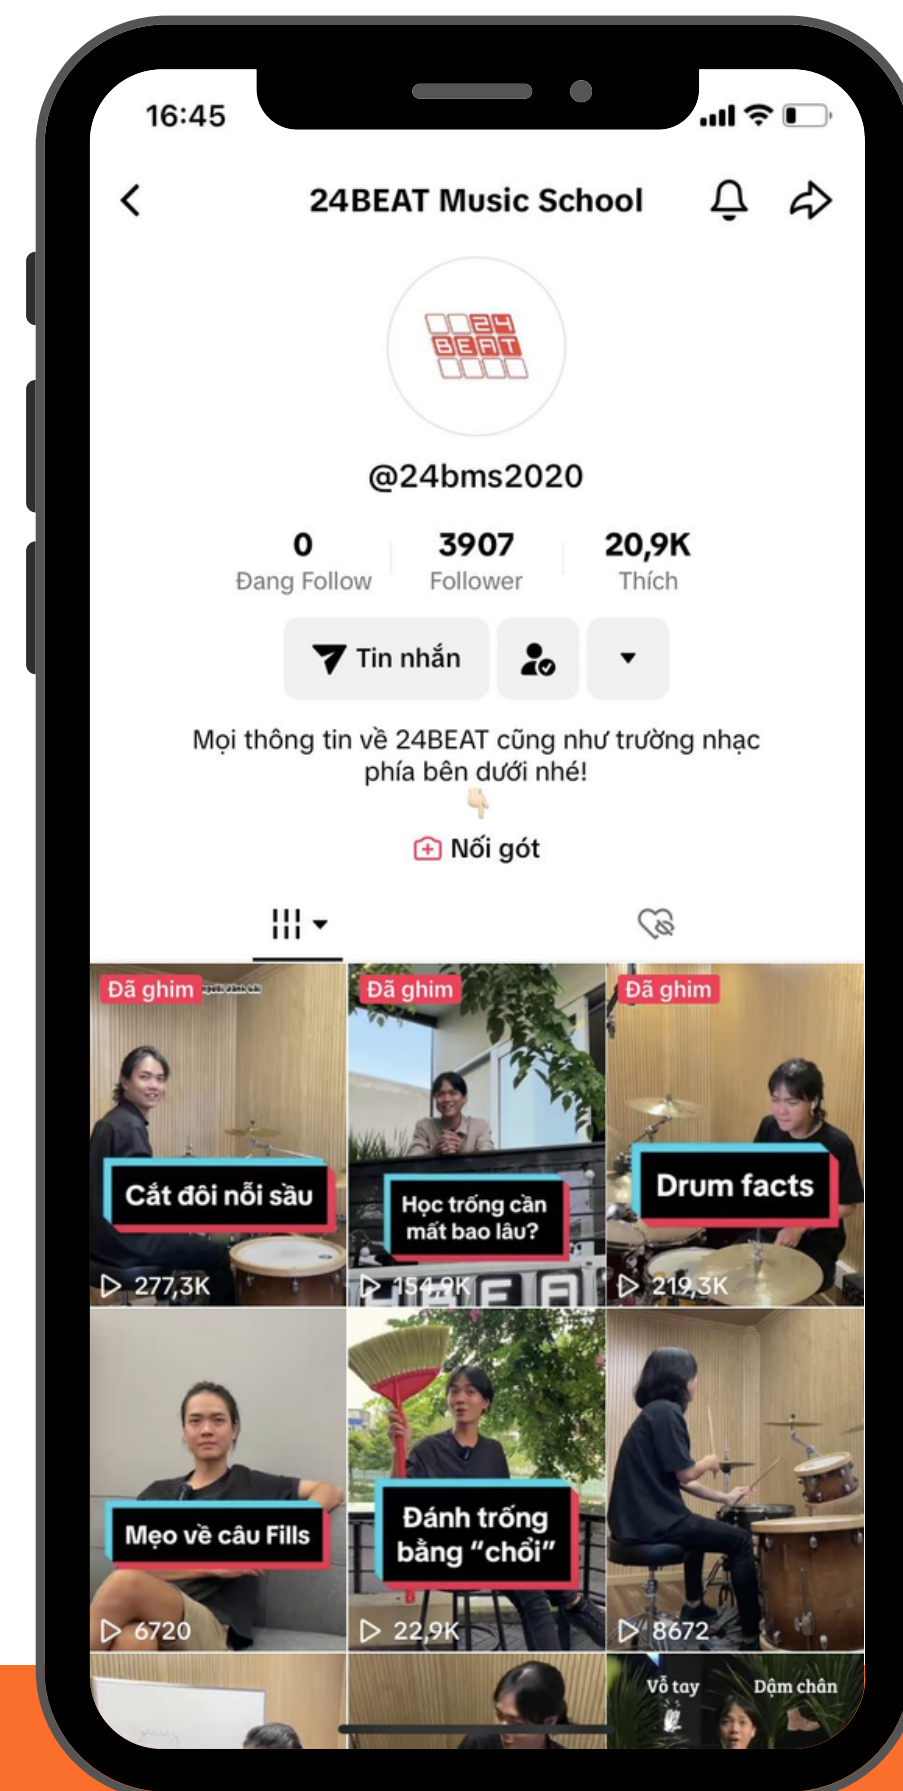 16:45
24BEAT Music School
24
BEAT
@24bms2020
0
3907
20,9K
Đang Follow
Follower
Thích
Tin nhắn
Mọi thông tin về 24BEAT cũng như trường nhạc
phía bên dưới nhé!
Nối gót
Đã ghim
Đã ghim
Đã ghim
Cắt đôi nỗi sầu
Học trống cần
mất bao lâu?
Drum facts
277,3K
154,9K
219,3K
Mẹo về câu Fills
Đánh trống
bằng “chổi”
6720
22,9K
8672
Vỗ tay
Dậm chân